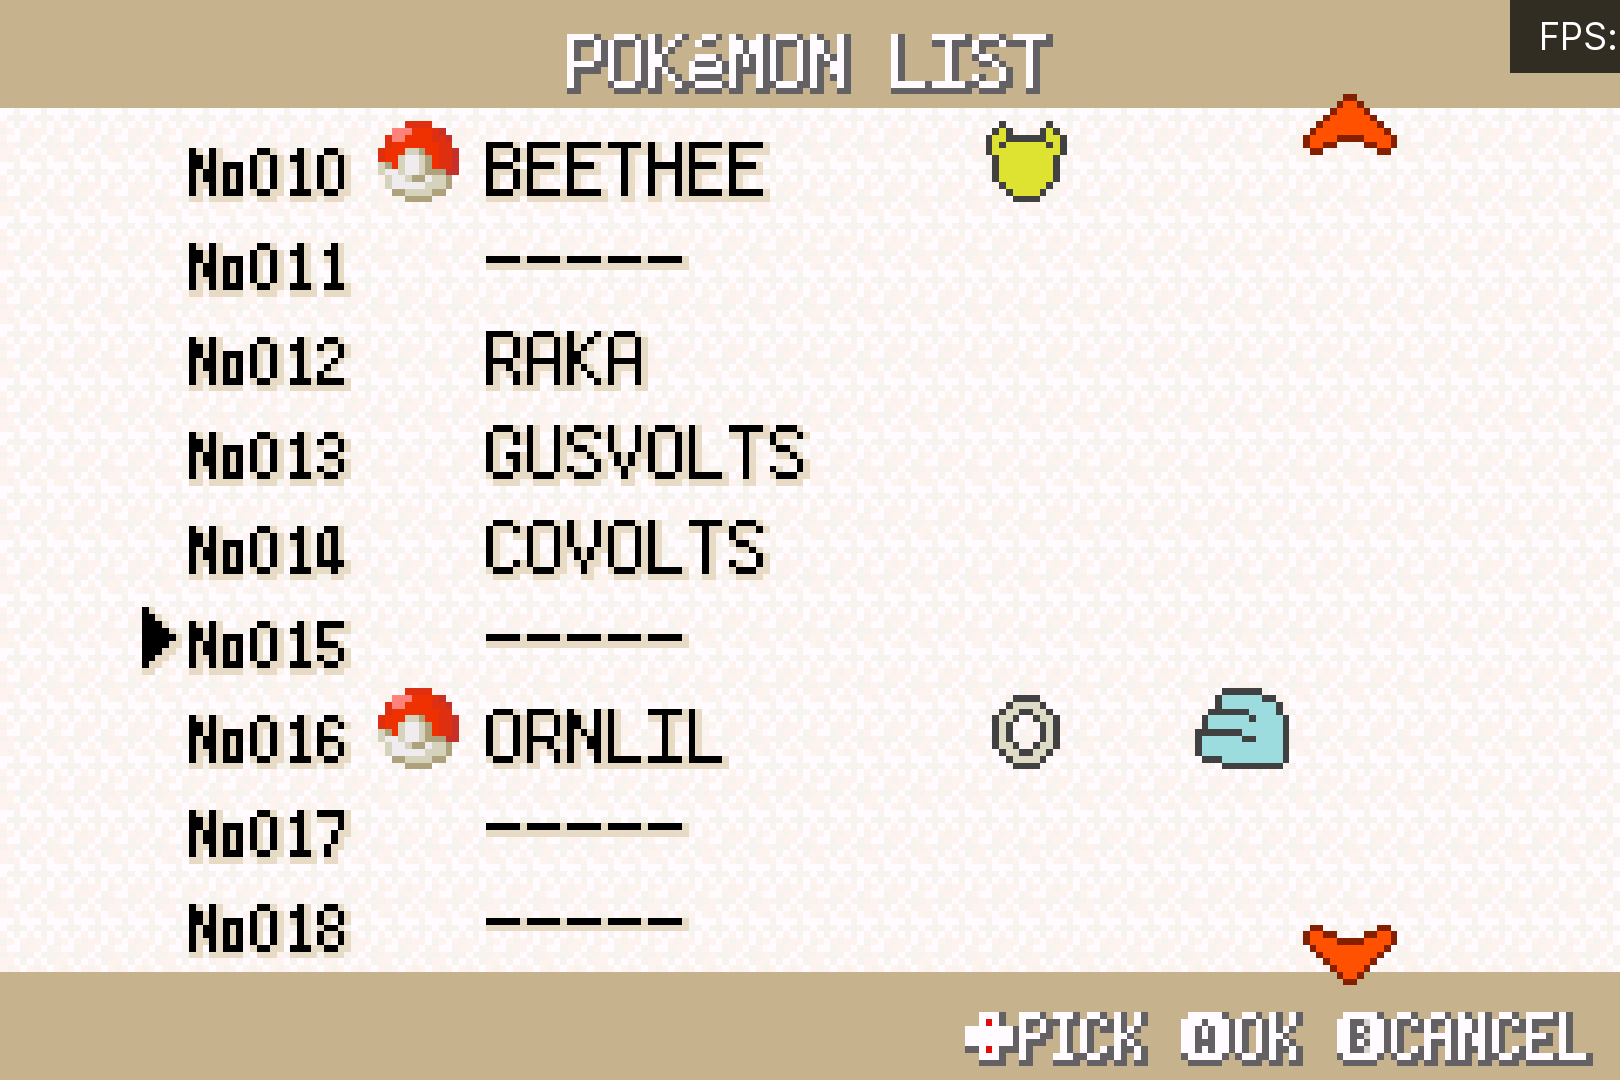 POKéMON LIST
FPS:
No010 BEETHEE
No011 -----
No012 RAKA
No013 GUSVOLTS
No014 COVOLTS
No015 -----
No016 ORNLIL
No017 -----
No018 -----
PICK A OK B CANCEL